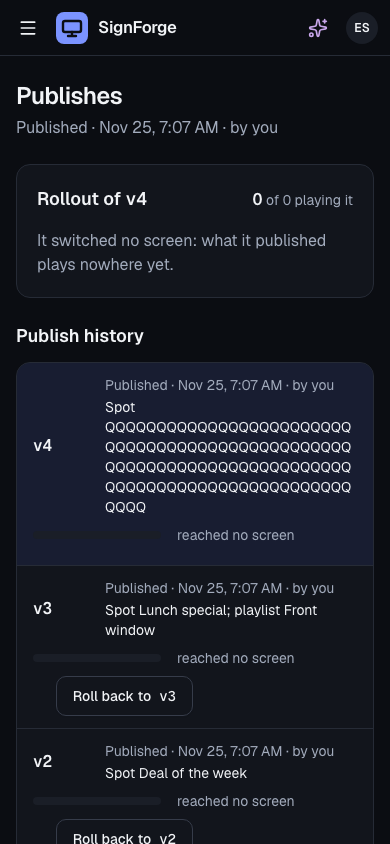 SignForge
ES
Publishes
Published · Nov 25, 7:07 AM · by you
Rollout of v4
0 of 0 playing it
It switched no screen: what it published
plays nowhere yet.
Publish history
Published · Nov 25, 7:07 AM · by you
Spot
QQQQQQQQQQQQQQQQQQQQQQQ
QQQQQQQQQQQQQQQQQQQQQQQ
QQQQQQQQQQQQQQQQQQQQQQQ
QQQQQQQQQQQQQQQQQQQQQQQ
QQQQ
v4
reached no screen
Published · Nov 25, 7:07 AM · by you
v3
Spot Lunch special; playlist Front
window
reached no screen
Roll back to v3
Published · Nov 25, 7:07 AM · by you
v2
Spot Deal of the week
reached no screen
Roll back to v2